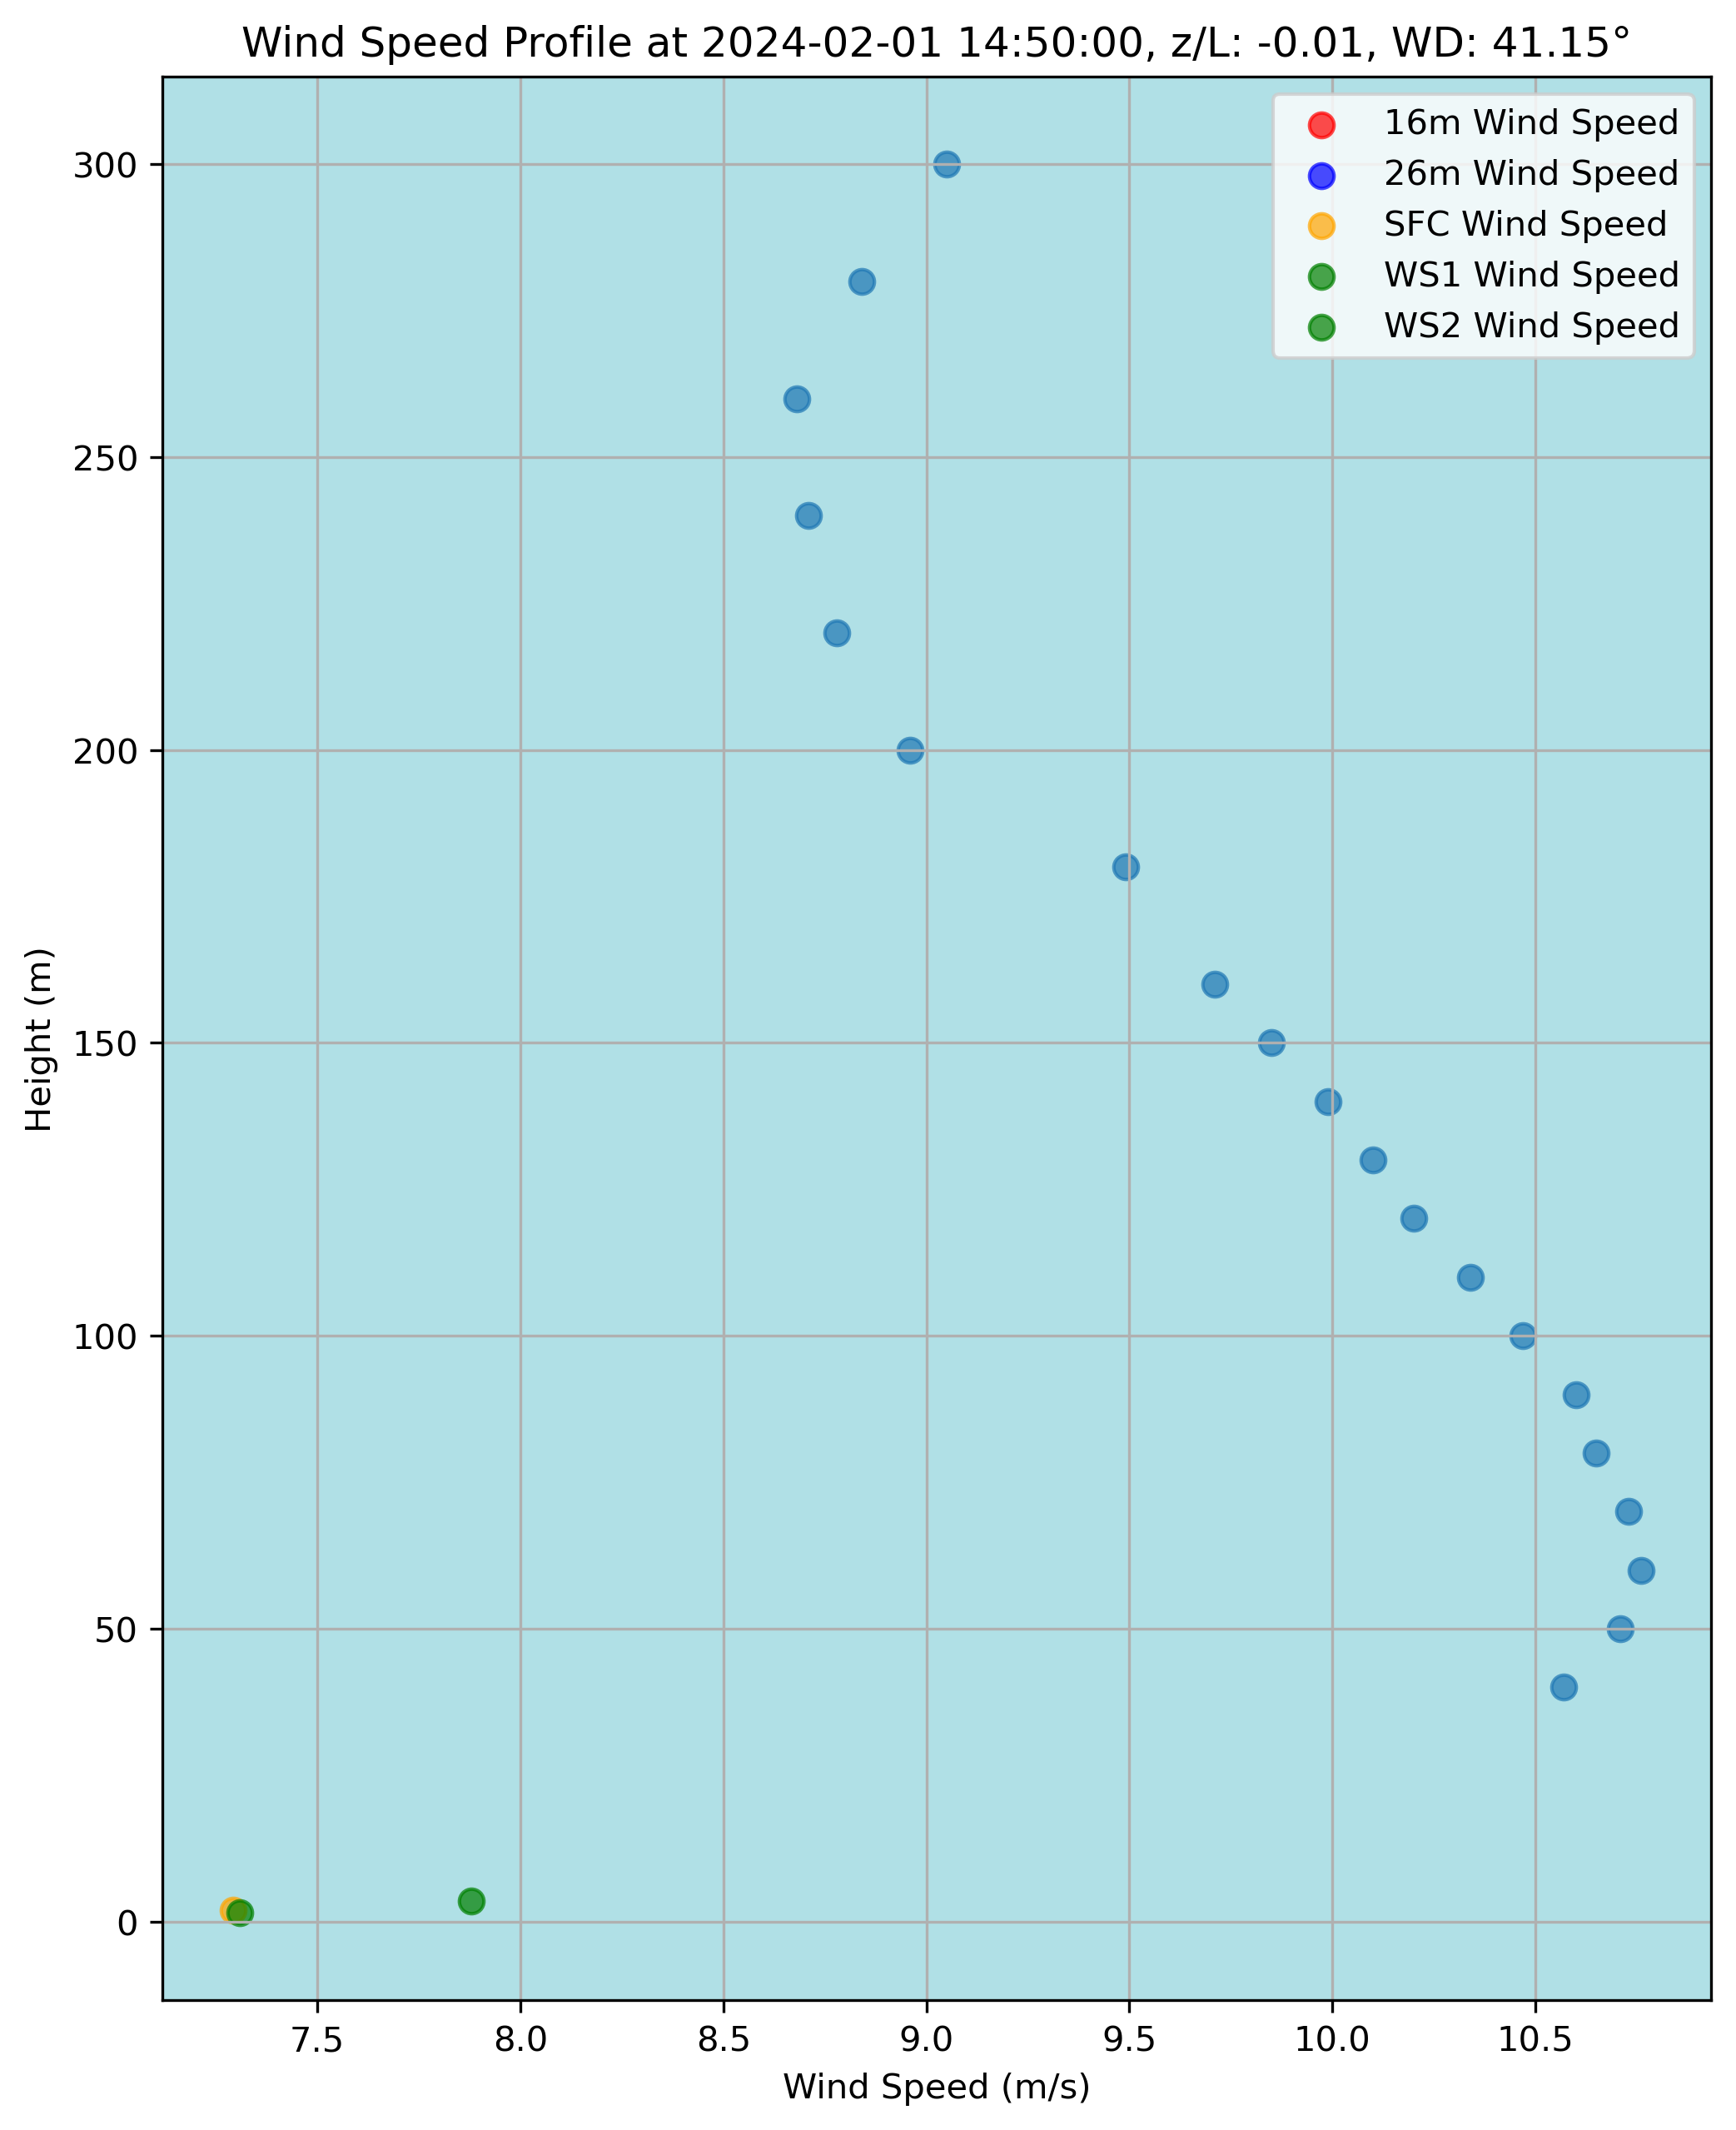 Wind Speed Profile at 2024-02-01 14:50:00, z/L: -0.01, WD: 41.15°
16m Wind Speed
26m Wind Speed
SFC Wind Speed
WS1 Wind Speed
WS2 Wind Speed
Height (m)
300
250
200
150
100
50
0
7.5 8.0 8.5 9.0 9.5 10.0 10.5
Wind Speed (m/s)